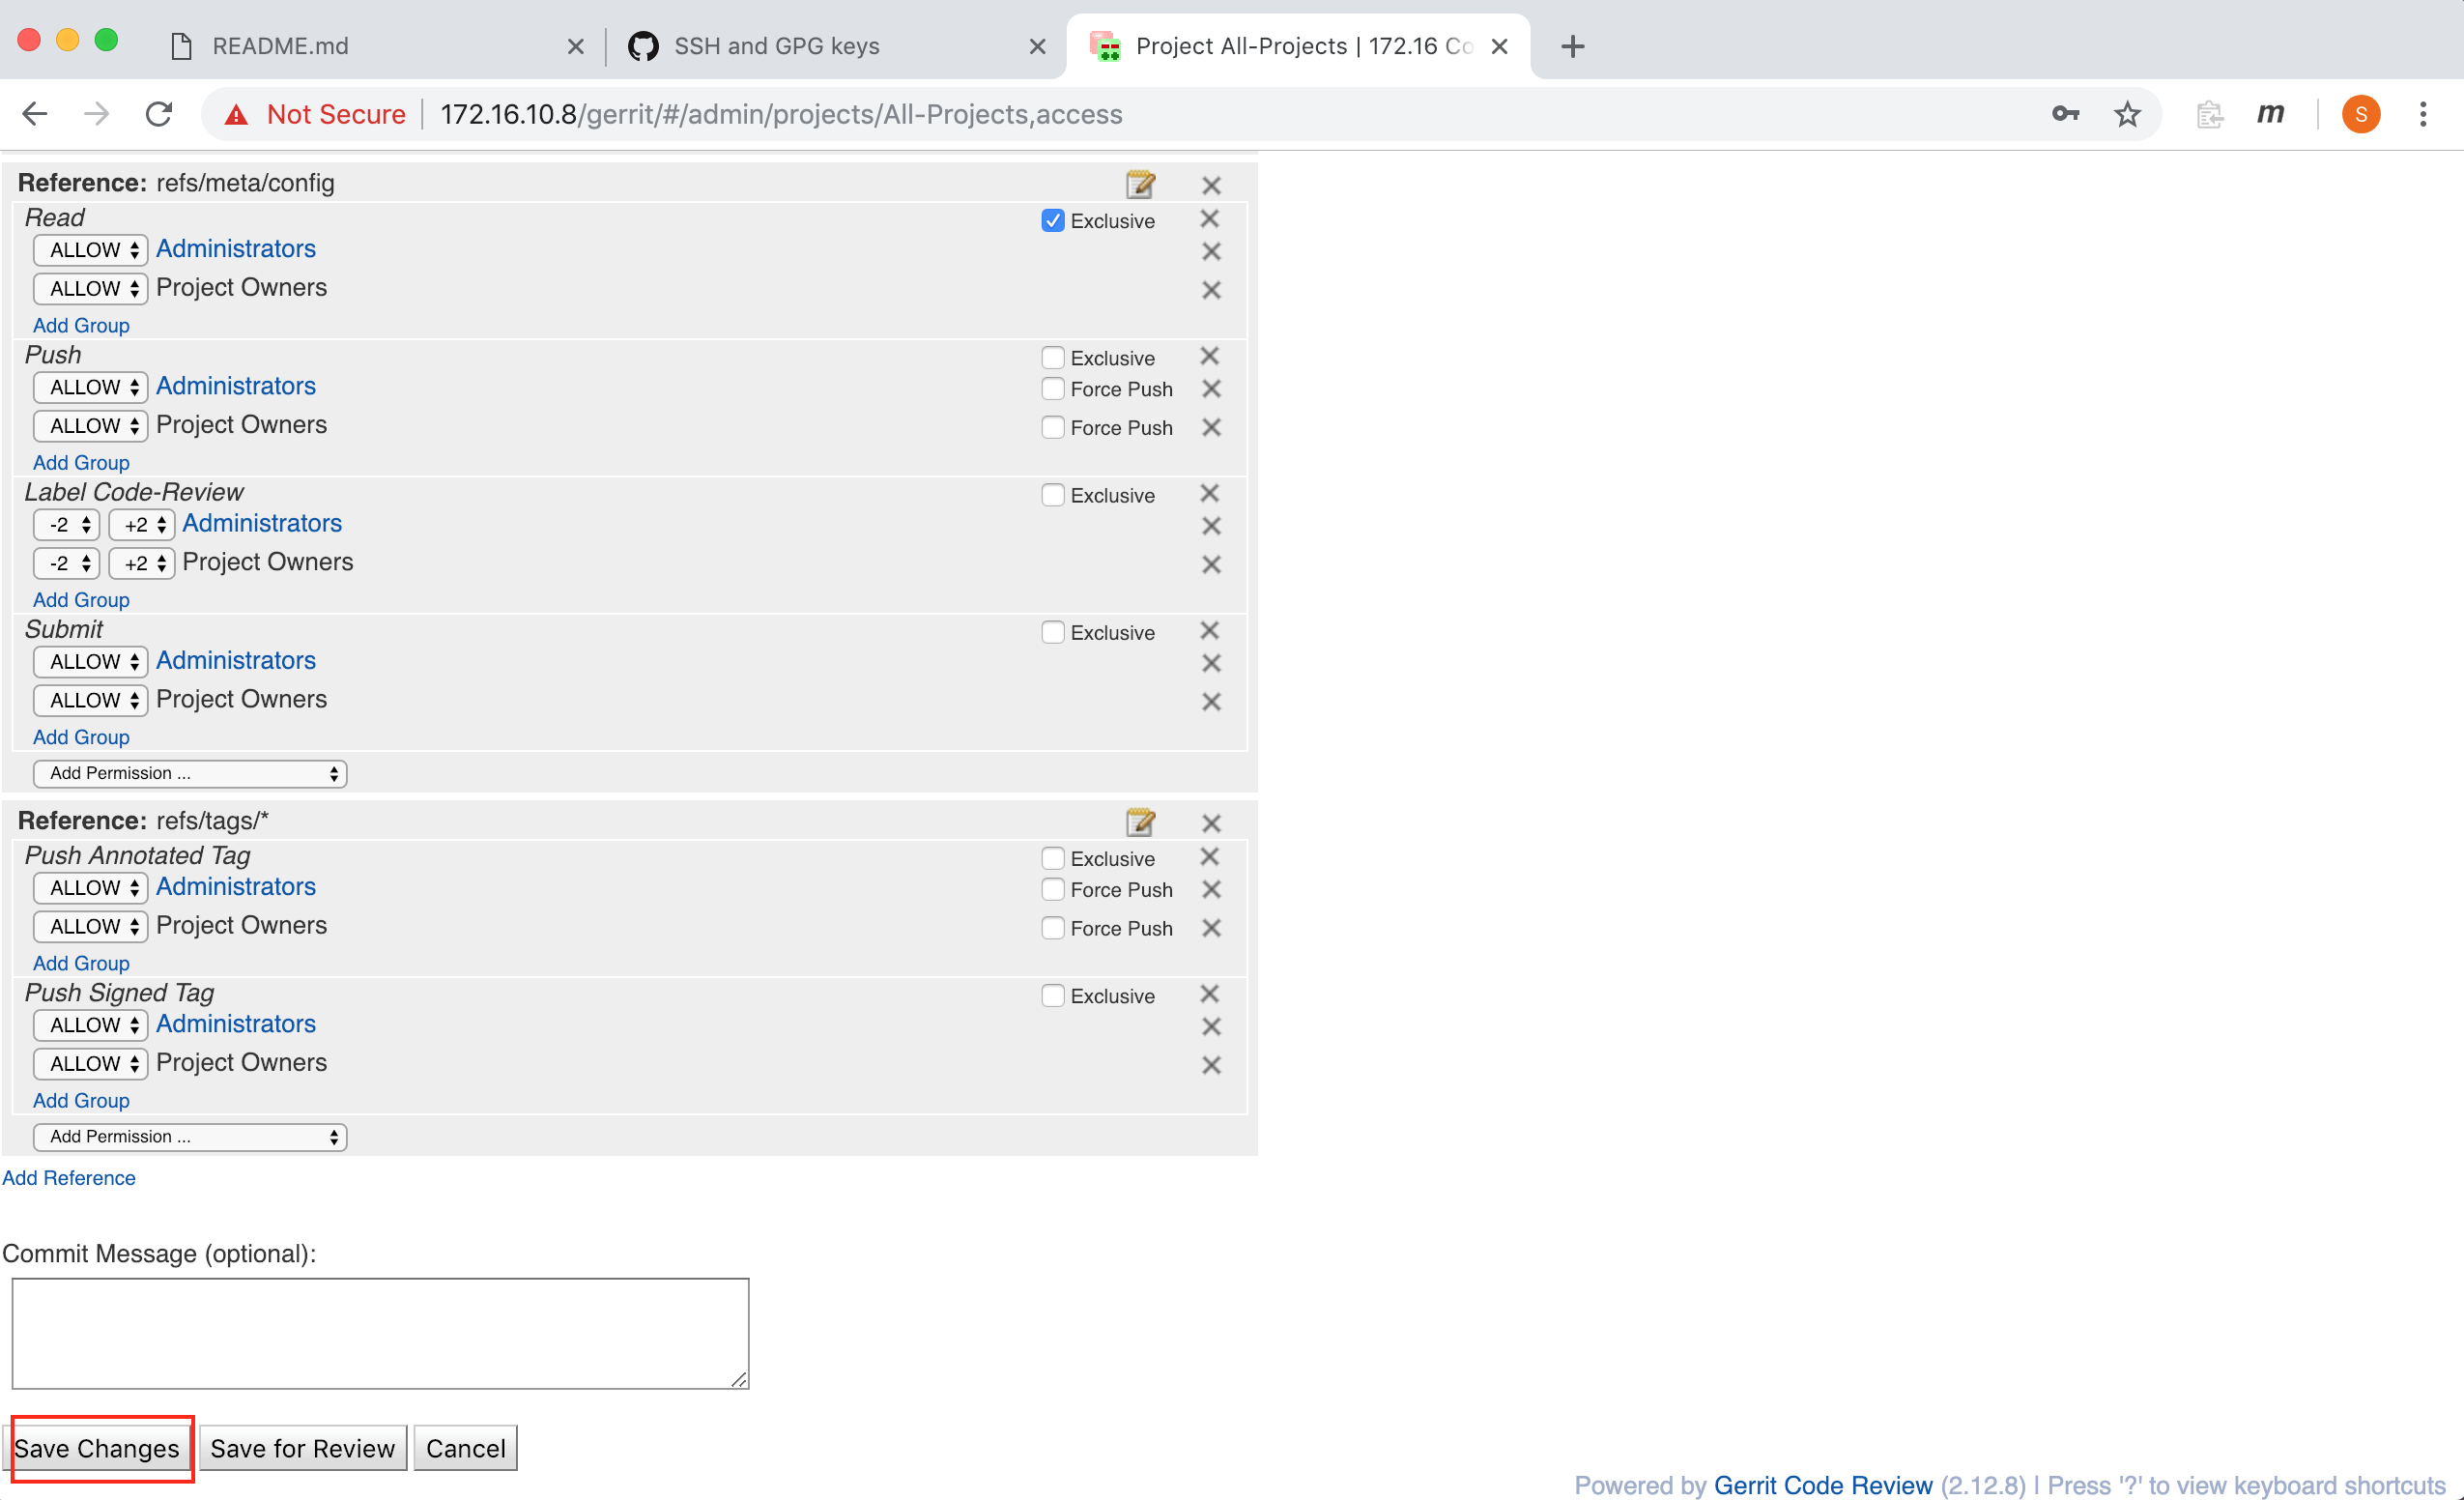 README.md
SSH and GPG keys
Project All-Projects | 172.16 Co
Not Secure
172.16.10.8/gerrit/#/admin/projects/All-Projects,access
m
S
Reference: refs/meta/config
Read
Exclusive
ALLOW Administrators
ALLOW Project Owners
Add Group
Push
Exclusive
ALLOW Administrators
Force Push
ALLOW Project Owners
Force Push
Add Group
Label Code-Review
Exclusive
-2 +2 Administrators
-2 +2 Project Owners
Add Group
Submit
Exclusive
ALLOW Administrators
ALLOW Project Owners
Add Group
Add Permission ...
Reference: refs/tags/*
Push Annotated Tag
Exclusive
ALLOW Administrators
Force Push
ALLOW Project Owners
Force Push
Add Group
Push Signed Tag
Exclusive
ALLOW Administrators
ALLOW Project Owners
Add Group
Add Permission ...
Add Reference
Commit Message (optional):
Save Changes
Save for Review
Cancel
Powered by Gerrit Code Review (2.12.8) | Press '?' to view keyboard shortcuts